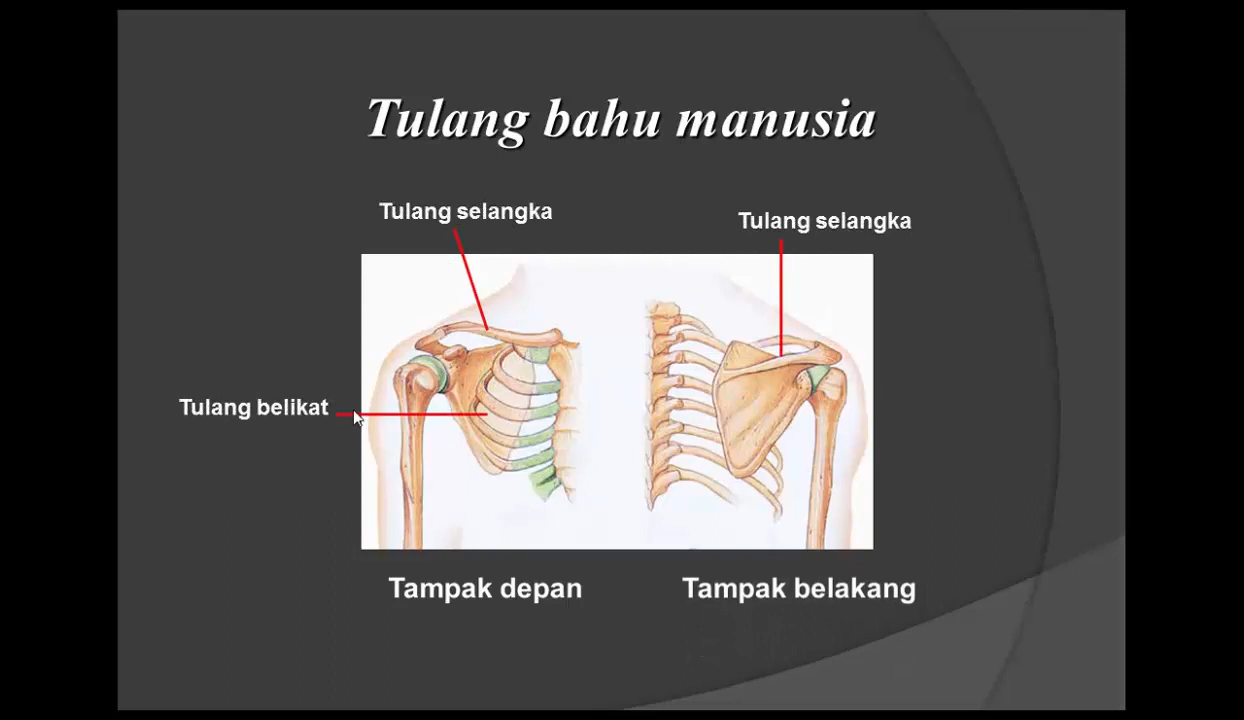 Tulang bahu manusia
Tulang selangka
Tulang selangka
Tulang belikat
Tampak depan
Tampak belakang